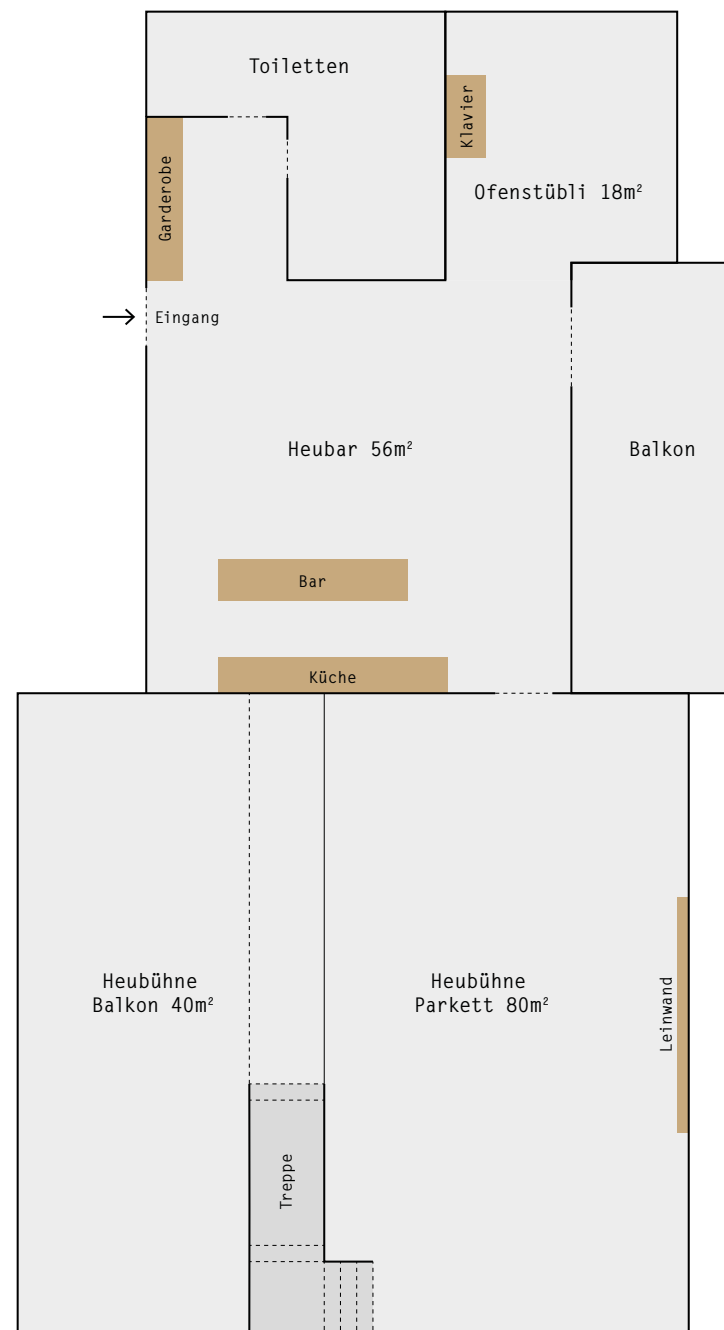 Toiletten
Klavier
Garderobe
Ofenstübli 18m²
Eingang
Heubar 56m²
Balkon
Bar
Küche
Heubühne
Balkon 40m²
Heubühne
Parkett 80m²
Leinwand
Treppe